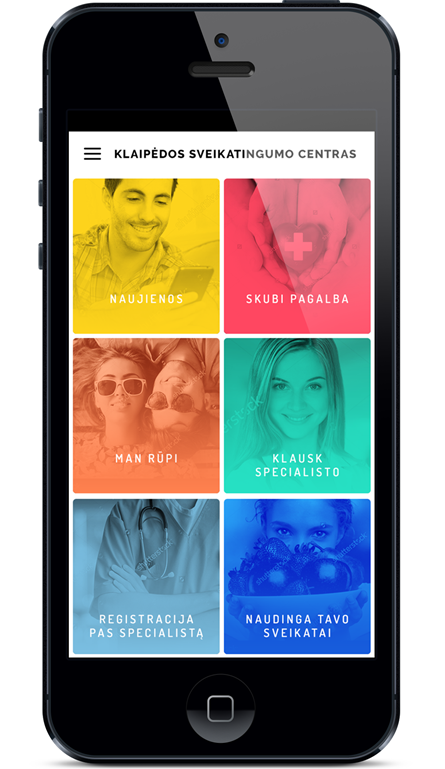 KLAIPĖDOS SVEIKATINGUMO CENTRAS
NAUJIENOS
SKUBI PAGALBA
MAN RŪPI
KLAUSK
SPECIALISTO
REGISTRACIJA
PAS SPECIALISTĄ
NAUDINGA TAVO
SVEIKATAI